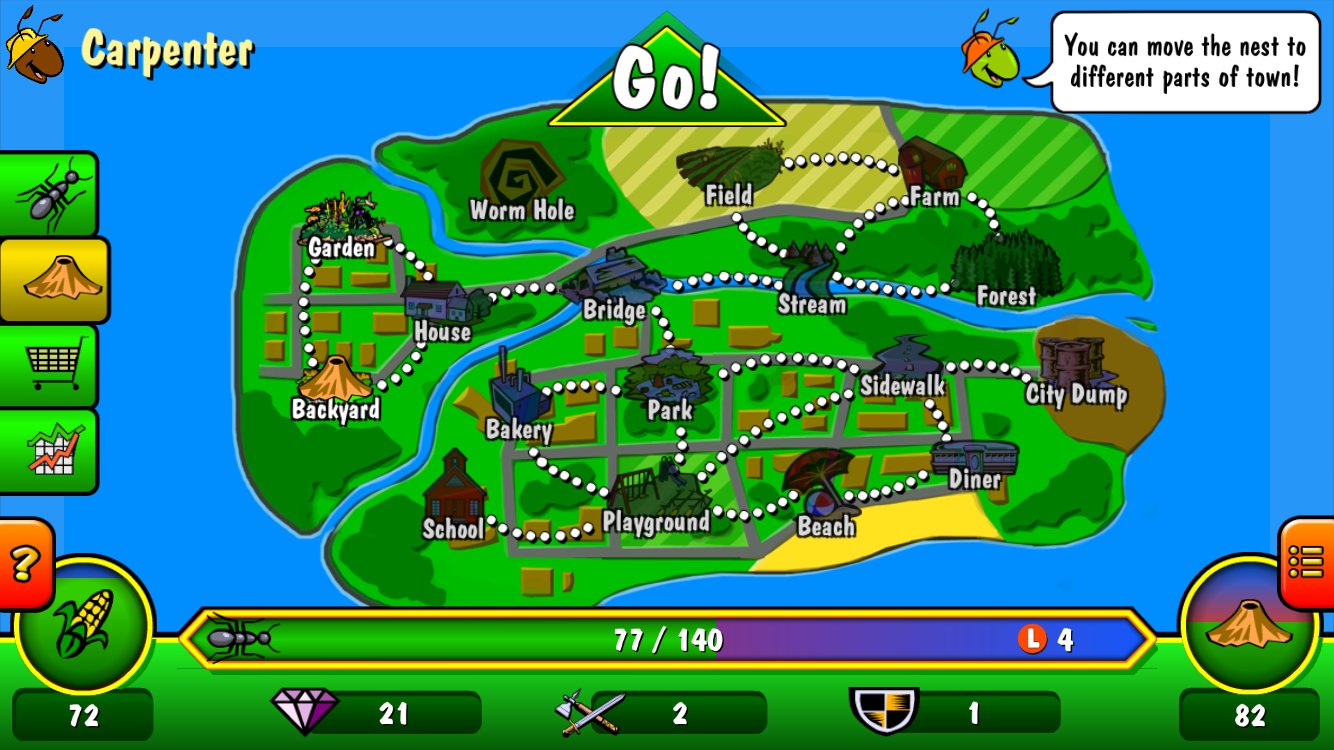 Carpenter
Go!
You can move the nest to
different parts of town!
Worm Hole
Field
Farm
Garden
Forest
Bridge
Stream
House
Sidewalk
City Dump
Backyard
Park
Bakery
Diner
School
Playground
Beach
?
77 / 140
L 4
72
21
2
1
82